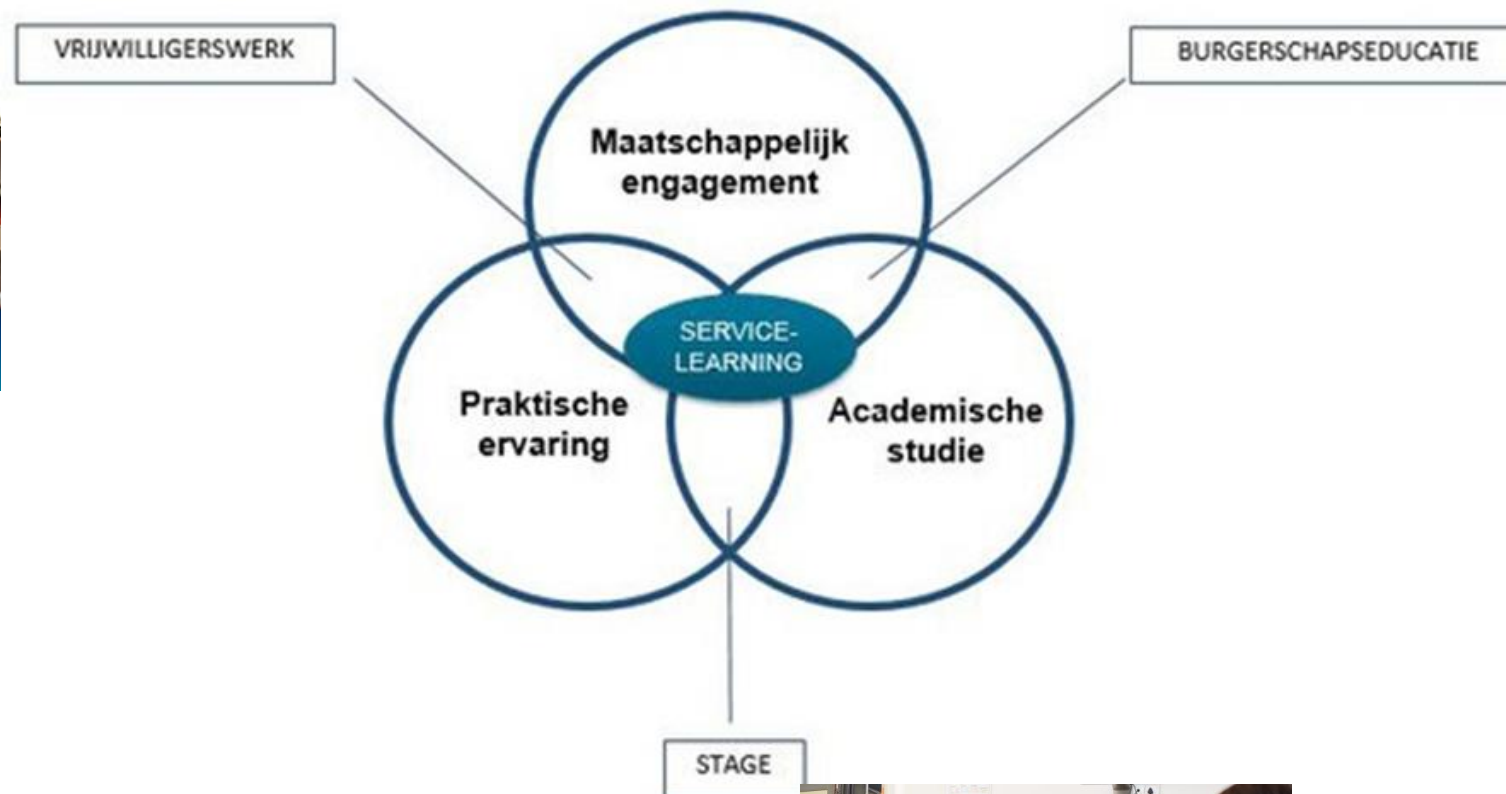 VRIJWILLIGERSWERK
BURGERSCHAPSEDUCATIE
Maatschappelijk
engagement
SERVICE-
LEARNING
Praktische
ervaring
Academische
studie
STAGE